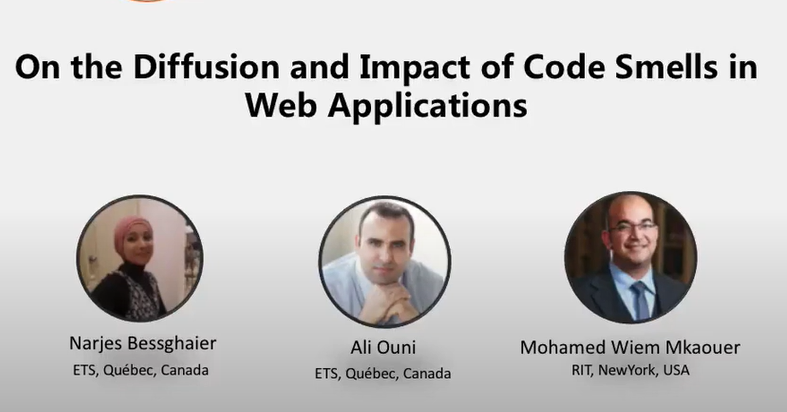 On the Diffusion and Impact of Code Smells in
Web Applications
Narjes Bessghaier
ETS, Québec, Canada
Ali Ouni
ETS, Québec, Canada
Mohamed Wiem Mkaouer
RIT, NewYork, USA